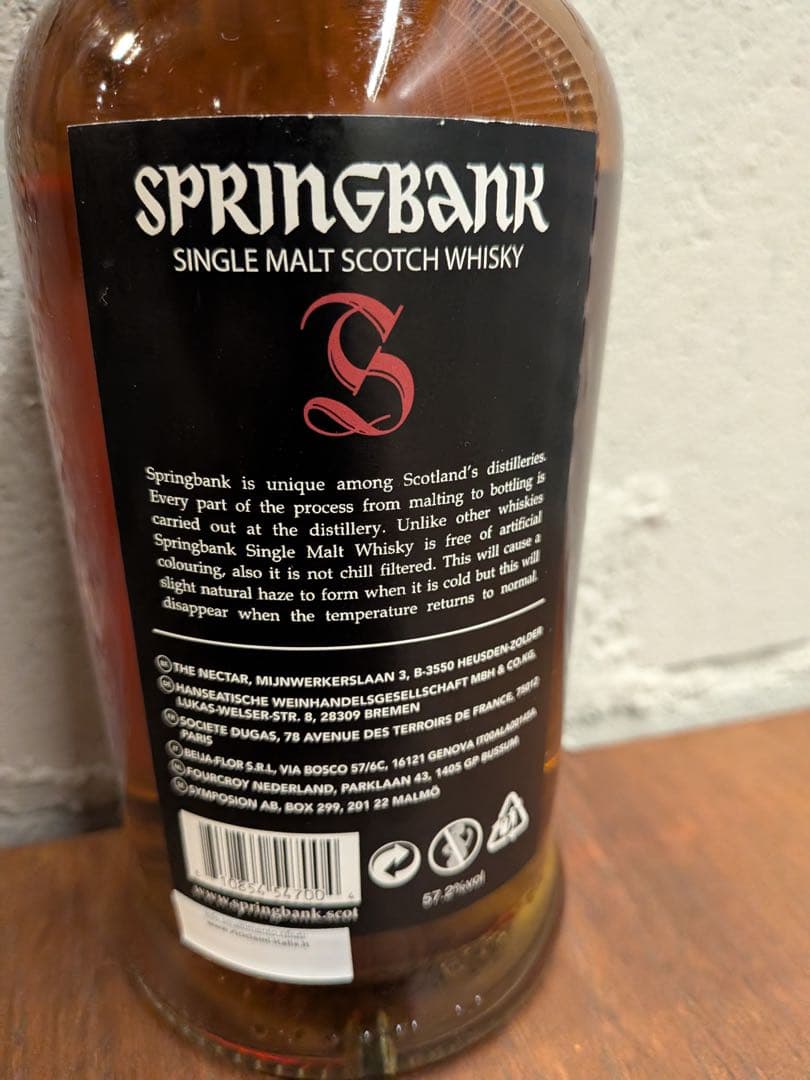 SPRINGBANK
SINGLE MALT SCOTCH WHISKY
S
Springbank is unique among Scotland's distilleries.
Every part of the process from malting to bottling is
carried out at the distillery. Unlike other whiskies
Springbank Single Malt Whisky is free of artificial
colouring, also it is not chill filtered. This will cause a
slight natural haze to form when it is cold but this will
disappear when the temperature returns to normal.
THE NECTAR, MIJNWERKERSLAAN 3, B-3550 HEUSDEN-ZOLDER
HANSEATISCHE WEINHANDELSGESELLSCHAFT MBH & CO.KG,
LUKAS-WELSER-STR. 8, 28309 BREMEN
SOCIETE DUGAS, 78 AVENUE DES TERROIRS DE FRANCE, 75012
PARIS
BEIJA-FLOR S.R.L, VIA BOSCO 57/6C, 16121 GENOVA
FOURCROY NEDERLAND, PARKLAAN 43, 1405 GP BUSSUM
SYMPOSION AB, BOX 299, 201 22 MALMÖ
10854 54700 4
57.2%vol
www.springbank.scot